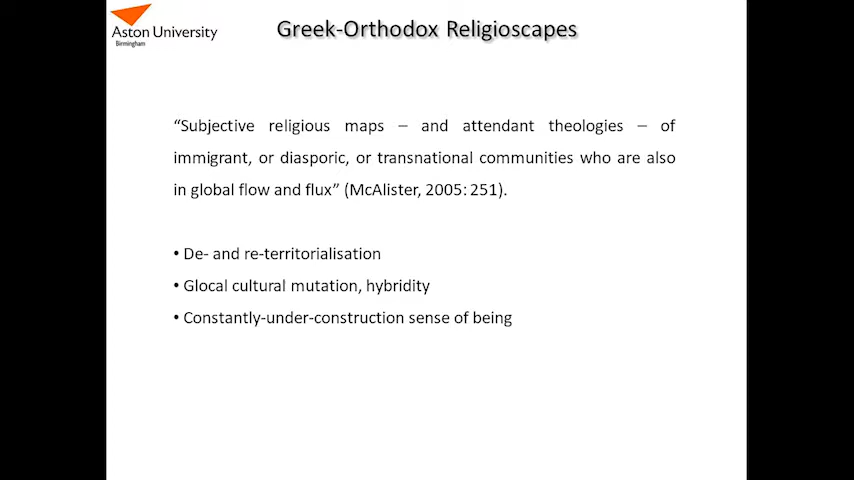 Aston University
Birmingham
Greek-Orthodox Religioscapes
“Subjective religious maps – and attendant theologies – of
immigrant, or diasporic, or transnational communities who are also
in global flow and flux” (McAlister, 2005: 251).
• De- and re-territorialisation
• Glocal cultural mutation, hybridity
• Constantly-under-construction sense of being